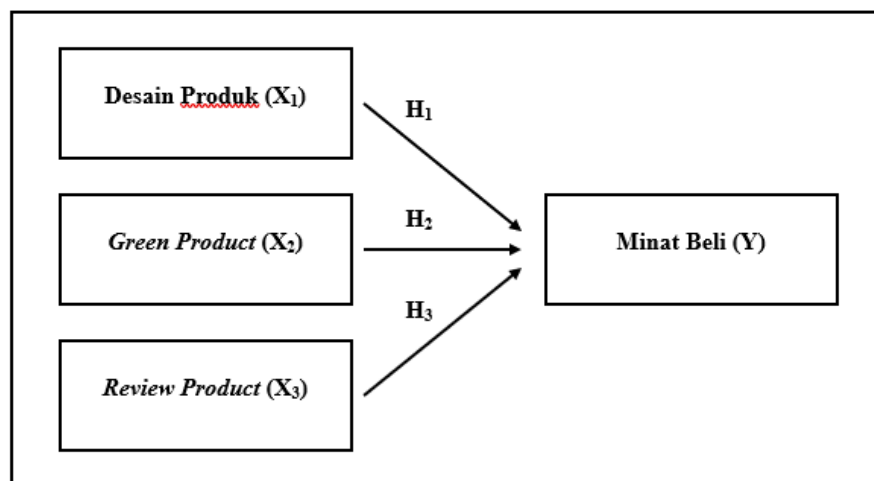 Desain Produk (X₁)
H₁
Green Product (X₂)
H₂
Minat Beli (Y)
H₃
Review Product (X₃)